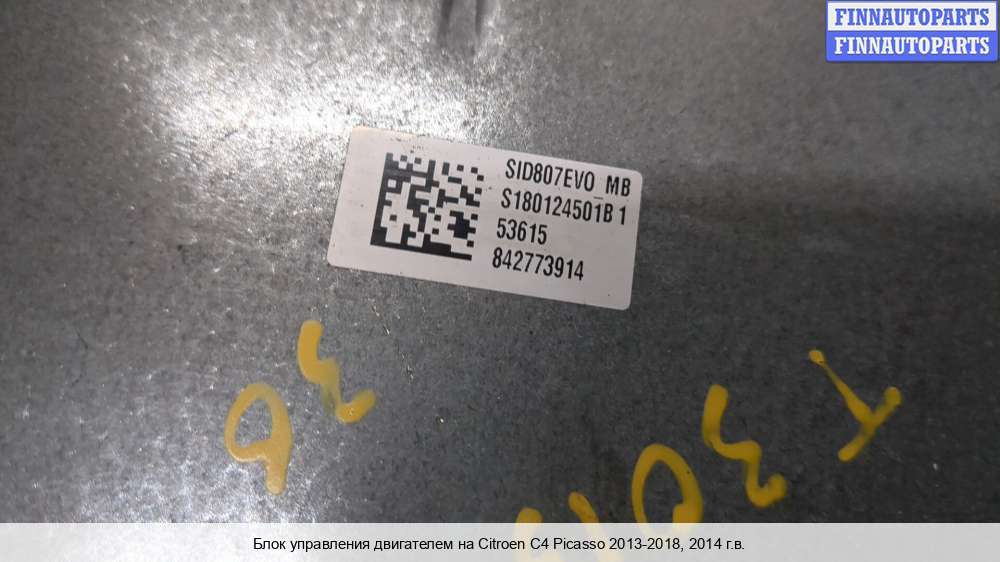 FINNAUTOPARTS
FINNAUTOPARTS
SID807EVO_MB
S180124501B 1
53615
842773914
Блок управления двигателем на Citroen C4 Picasso 2013-2018, 2014 г.в.